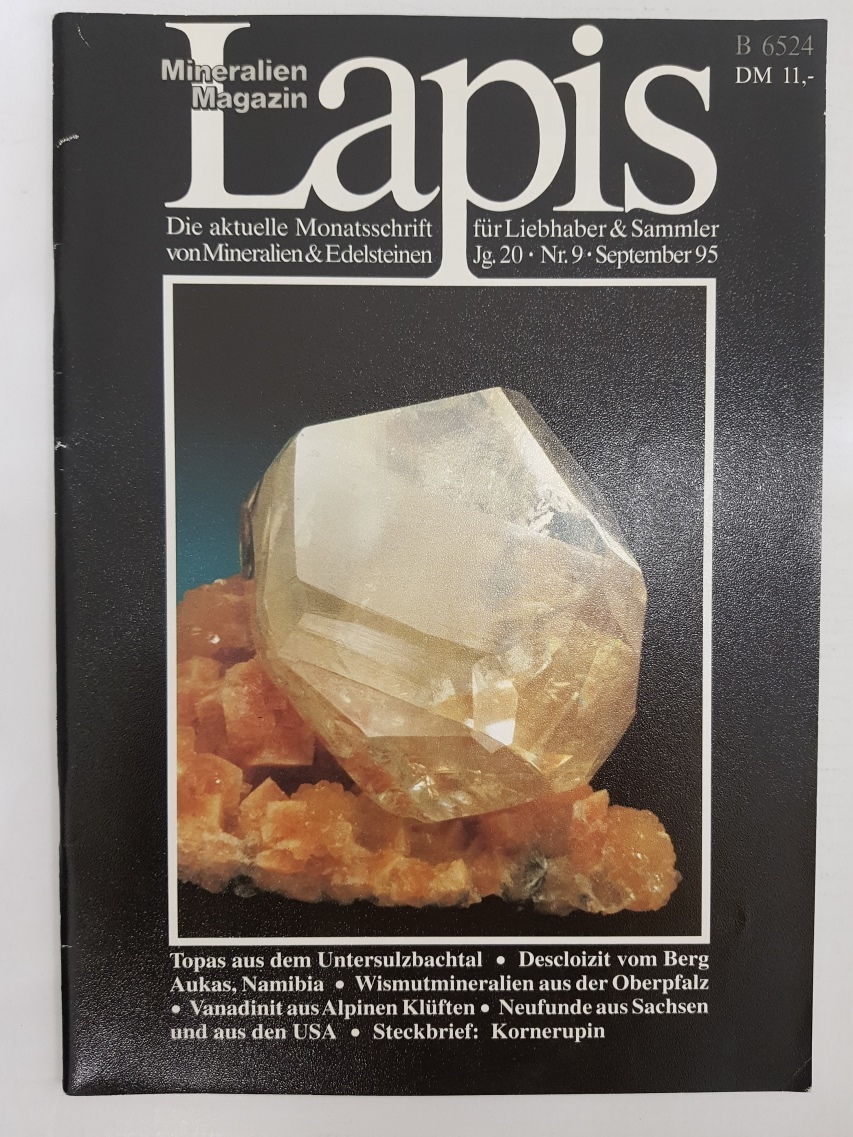 Mineralien
Magazin
Lapis
B 6524
DM 11,-
Die aktuelle Monatsschrift für Liebhaber & Sammler
von Mineralien & Edelsteinen Jg. 20 · Nr. 9 · September 95
Topas aus dem Untersulzbachtal • Descloizit vom Berg
Aukas, Namibia • Wismutmineralien aus der Oberpfalz
• Vanadinit aus Alpinen Klüften • Neufunde aus Sachsen
und aus den USA • Steckbrief: Kornerupin